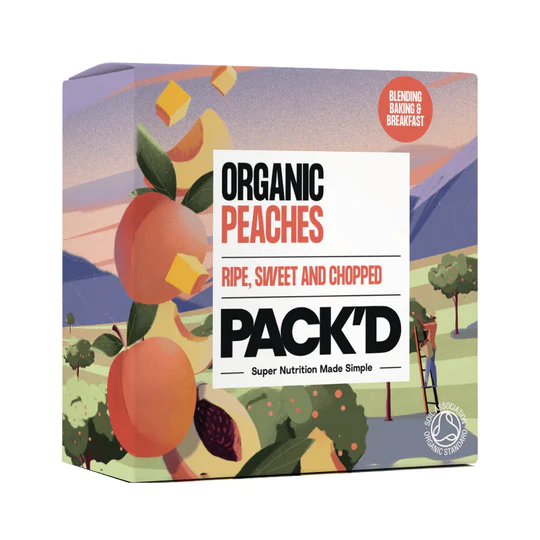 BLENDING
BAKING &
BREAKFAST
ORGANIC
PEACHES
RIPE, SWEET AND CHOPPED
PACK'D
Super Nutrition Made Simple
SOIL ASSOCIATION
ORGANIC STANDARD